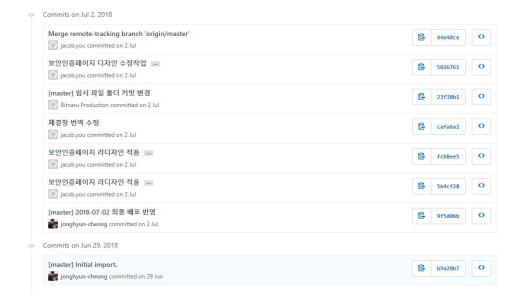 Commits on Jul 2, 2018
Merge remote-tracking branch 'origin/master'
jacob.you committed on 2 Jul
44e40ce
보안인증페이지 디자인 수정작업 …
jacob.you committed on 2 Jul
5026761
[master] 임시 파일 폴더 커밋 변경
Bitnaru Production committed on 2 Jul
23f38b1
체결장 번역 수정
jacob.you committed on 2 Jul
cafa6a2
보안인증페이지 리디자인 적용 …
jacob.you committed on 2 Jul
fc68ee5
보안인증페이지 리디자인 적용 …
jacob.you committed on 2 Jul
5b4cf28
[master] 2018-07-02 최종 배포 반영
jonghyun-cheong committed on 2 Jul
9f5d06b
Commits on Jun 29, 2018
[master] Initial import.
jonghyun-cheong committed on 29 Jun
b9a20b7